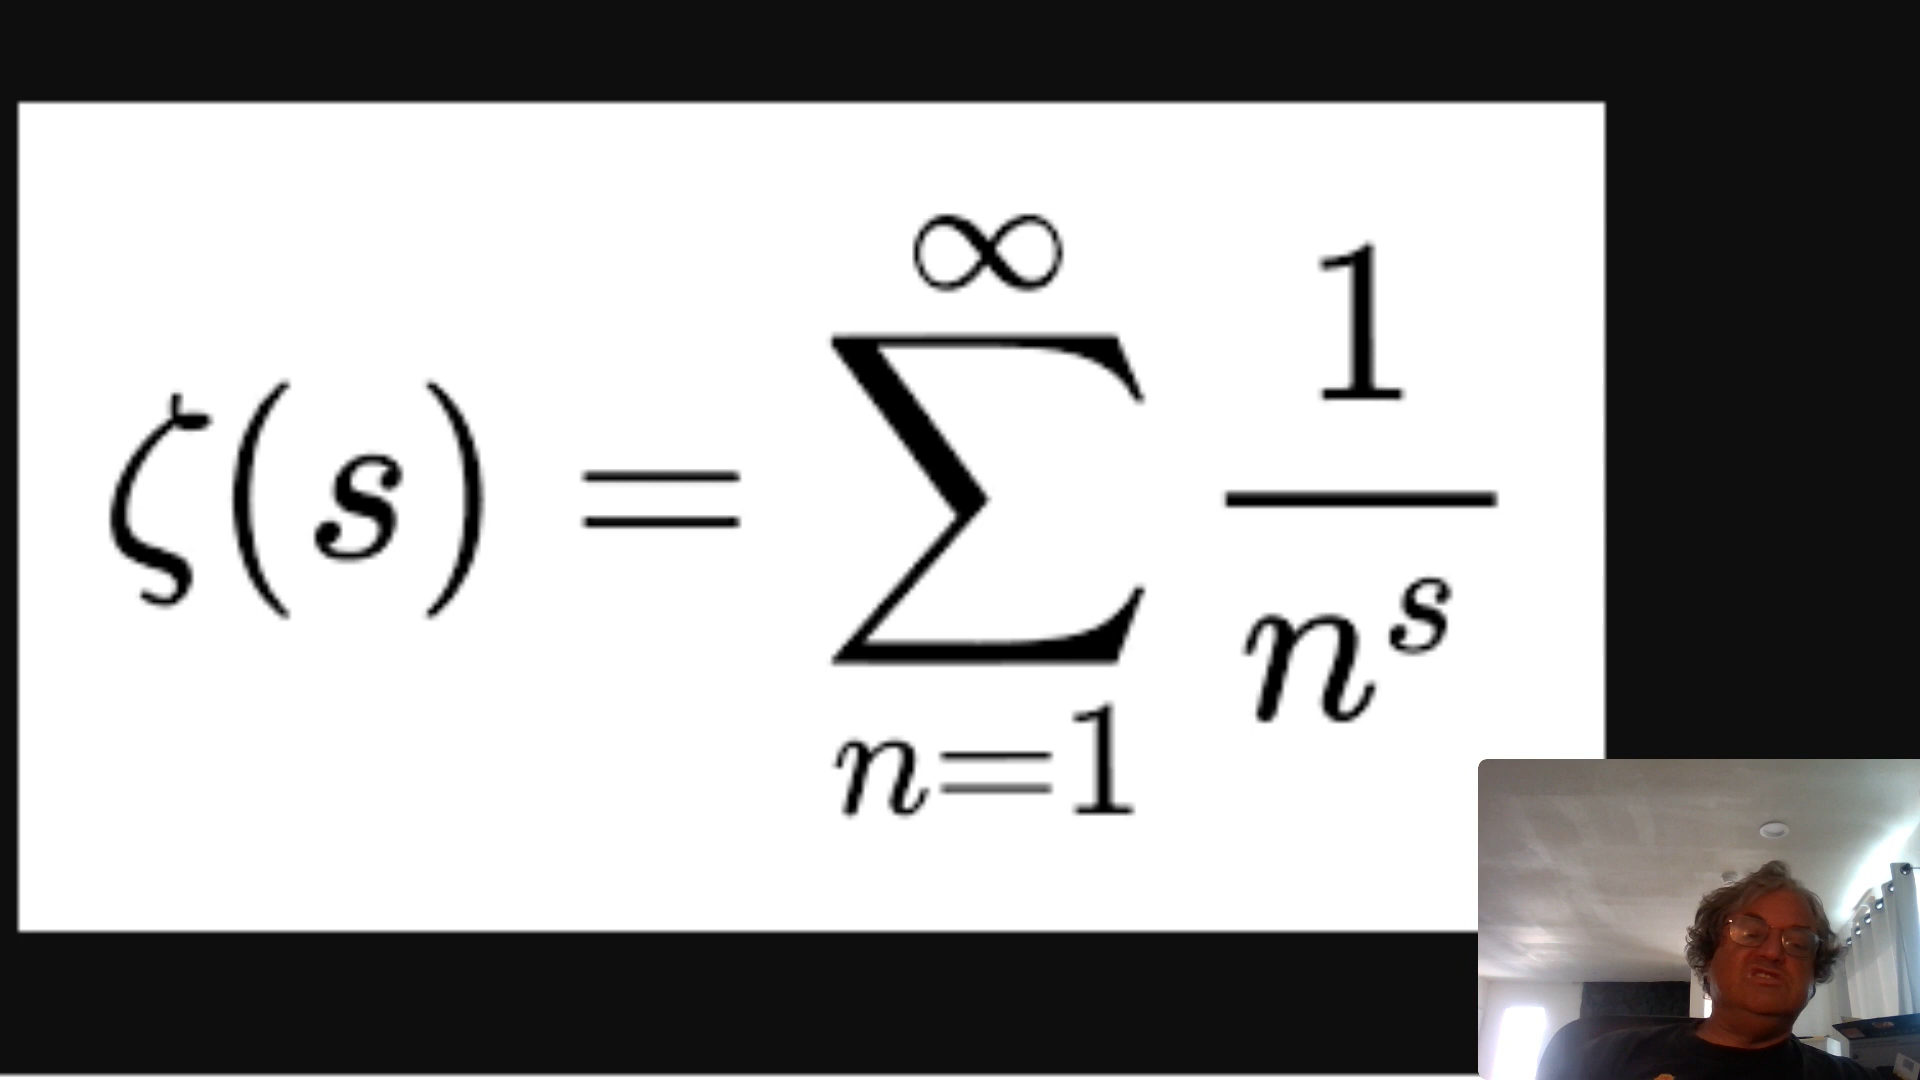 ζ(s) = ∑_{n=1}^{∞} 1/n^s